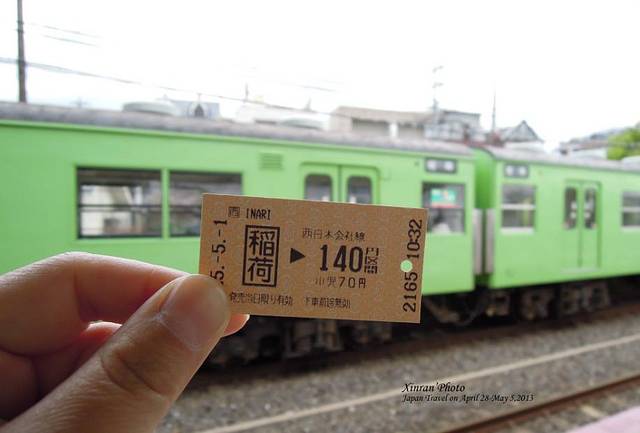 西 INARI
5.-5.-1
稲荷
西日本会社線
▶140円区間
小児70円
発売当日限り有効 下車前途無効
2165 10:32
Xinran'Photo
Japan Travel on April 28-May 5,2013